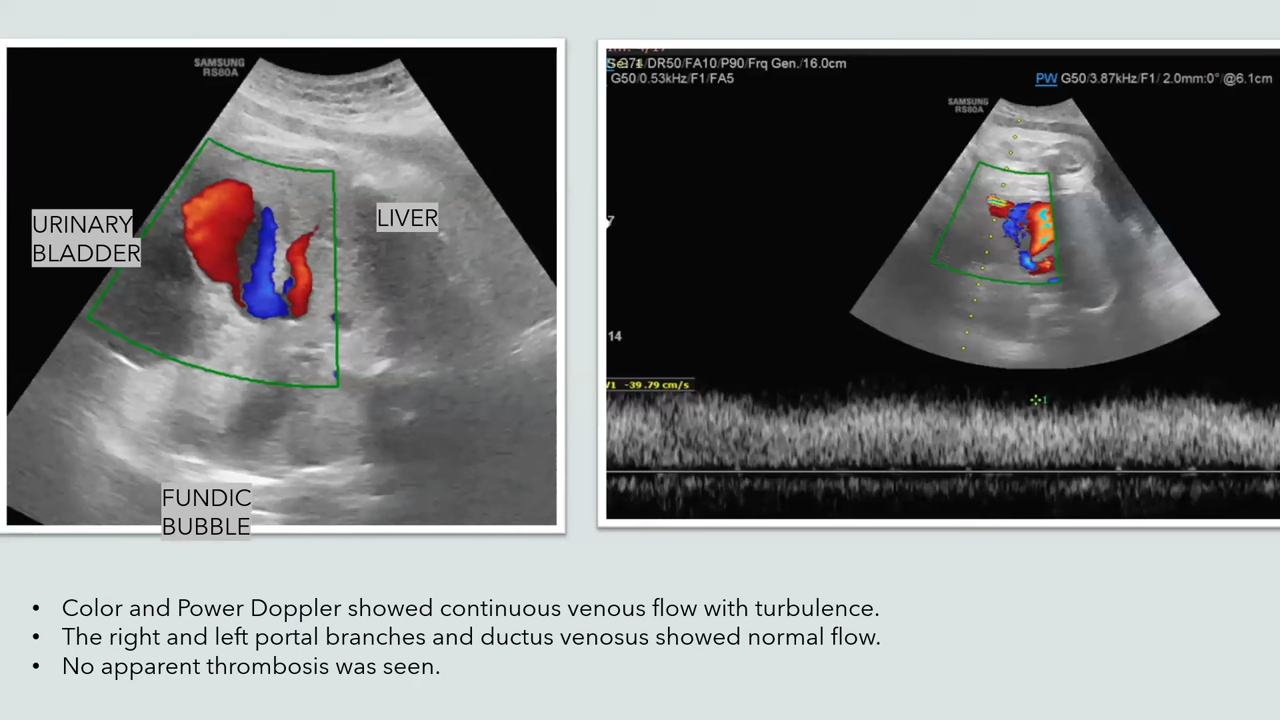 SAMSUNG
RS80A
URINARY
BLADDER
LIVER
FUNDIC
BUBBLE
/DR50/FA10/P90/Frq Gen./16.0cm
G50/0.53kHz/F1/FA5
PW G50/3.87kHz/F1/ 2.0mm:0° @6.1cm
SAMSUNG
RS80A
7
14
-39.79 cm/s
1
• Color and Power Doppler showed continuous venous flow with turbulence.
• The right and left portal branches and ductus venosus showed normal flow.
• No apparent thrombosis was seen.